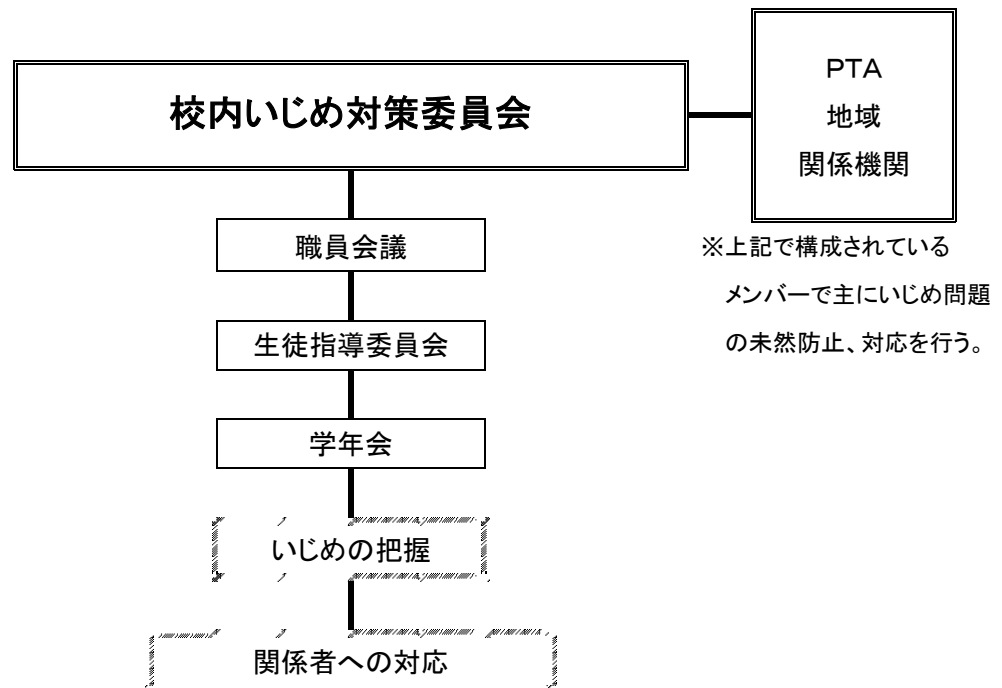 校内いじめ対策委員会
PTA
地域
関係機関
※上記で構成されている
メンバーで主にいじめ問題
の未然防止、対応を行う。
職員会議
生徒指導委員会
学年会
いじめの把握
関係者への対応